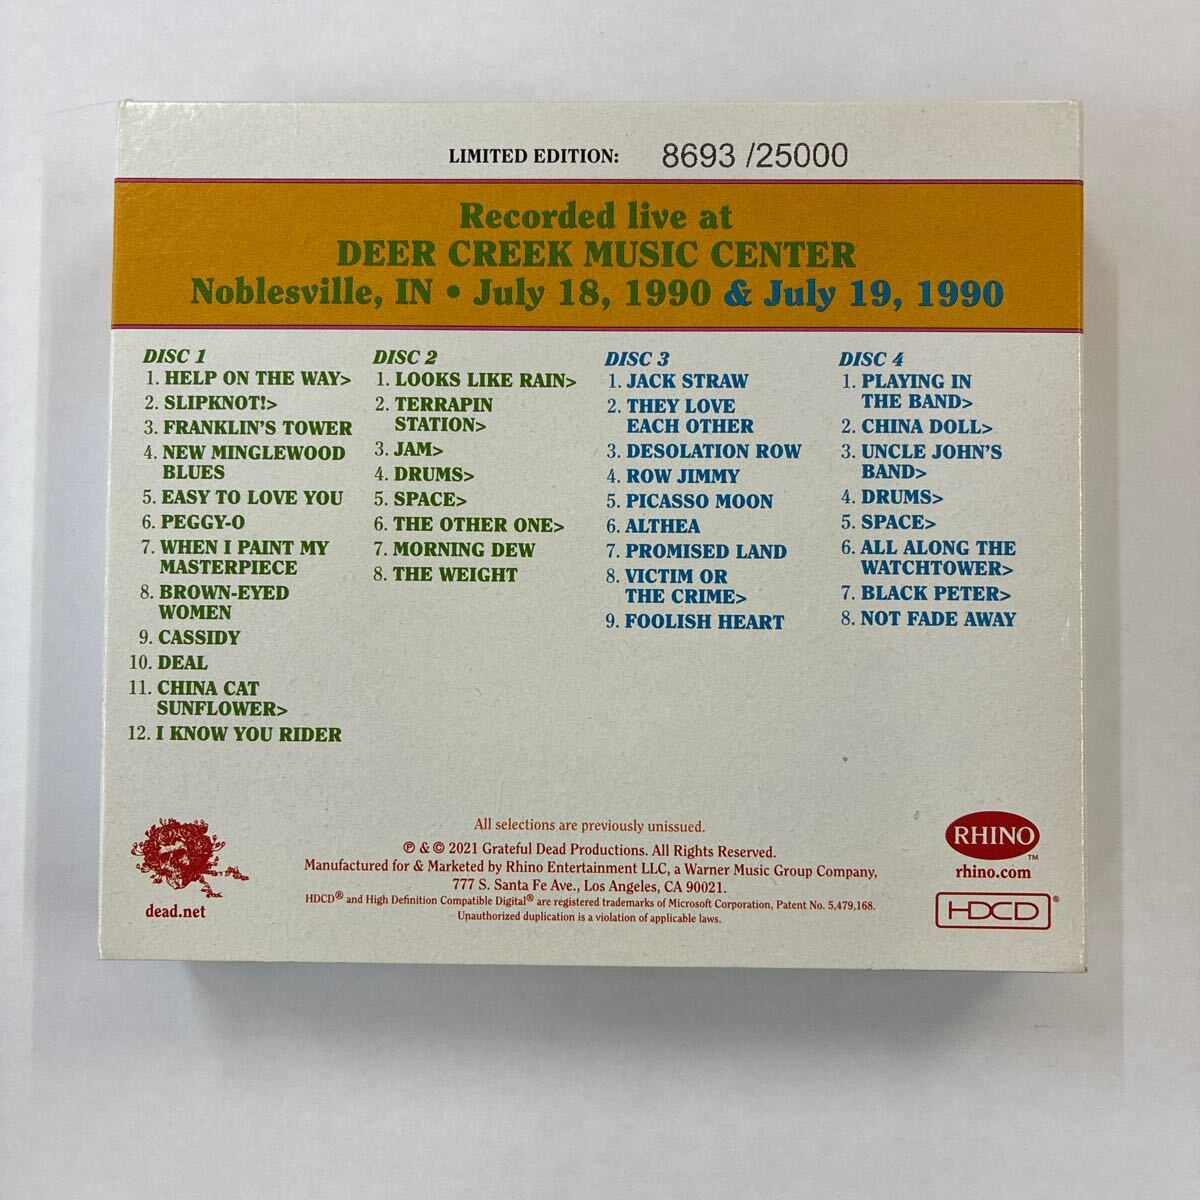 LIMITED EDITION: 8693 /25000
Recorded live at
DEER CREEK MUSIC CENTER
Noblesville, IN • July 18, 1990 & July 19, 1990
DISC 1
1. HELP ON THE WAY>
2. SLIPKNOT!>
3. FRANKLIN'S TOWER
4. NEW MINGLEWOOD
BLUES
5. EASY TO LOVE YOU
6. PEGGY-O
7. WHEN I PAINT MY
MASTERPIECE
8. BROWN-EYED
WOMEN
9. CASSIDY
10. DEAL
11. CHINA CAT
SUNFLOWER>
12. I KNOW YOU RIDER
DISC 2
1. LOOKS LIKE RAIN>
2. TERRAPIN
STATION>
3. JAM>
4. DRUMS>
5. SPACE>
6. THE OTHER ONE>
7. MORNING DEW
8. THE WEIGHT
DISC 3
1. JACK STRAW
2. THEY LOVE
EACH OTHER
3. DESOLATION ROW
4. ROW JIMMY
5. PICASSO MOON
6. ALTHEA
7. PROMISED LAND
8. VICTIM OR
THE CRIME>
9. FOOLISH HEART
DISC 4
1. PLAYING IN
THE BAND>
2. CHINA DOLL>
3. UNCLE JOHN'S
BAND>
4. DRUMS>
5. SPACE>
6. ALL ALONG THE
WATCHTOWER>
7. BLACK PETER>
8. NOT FADE AWAY
dead.net
All selections are previously unissued.
℗ & © 2021 Grateful Dead Productions. All Rights Reserved.
Manufactured for & Marketed by Rhino Entertainment LLC, a Warner Music Group Company,
777 S. Santa Fe Ave., Los Angeles, CA 90021.
HDCD® and High Definition Compatible Digital® are registered trademarks of Microsoft Corporation, Patent No. 5,479,168.
Unauthorized duplication is a violation of applicable laws.
RHINO™
rhino.com
HDCD®